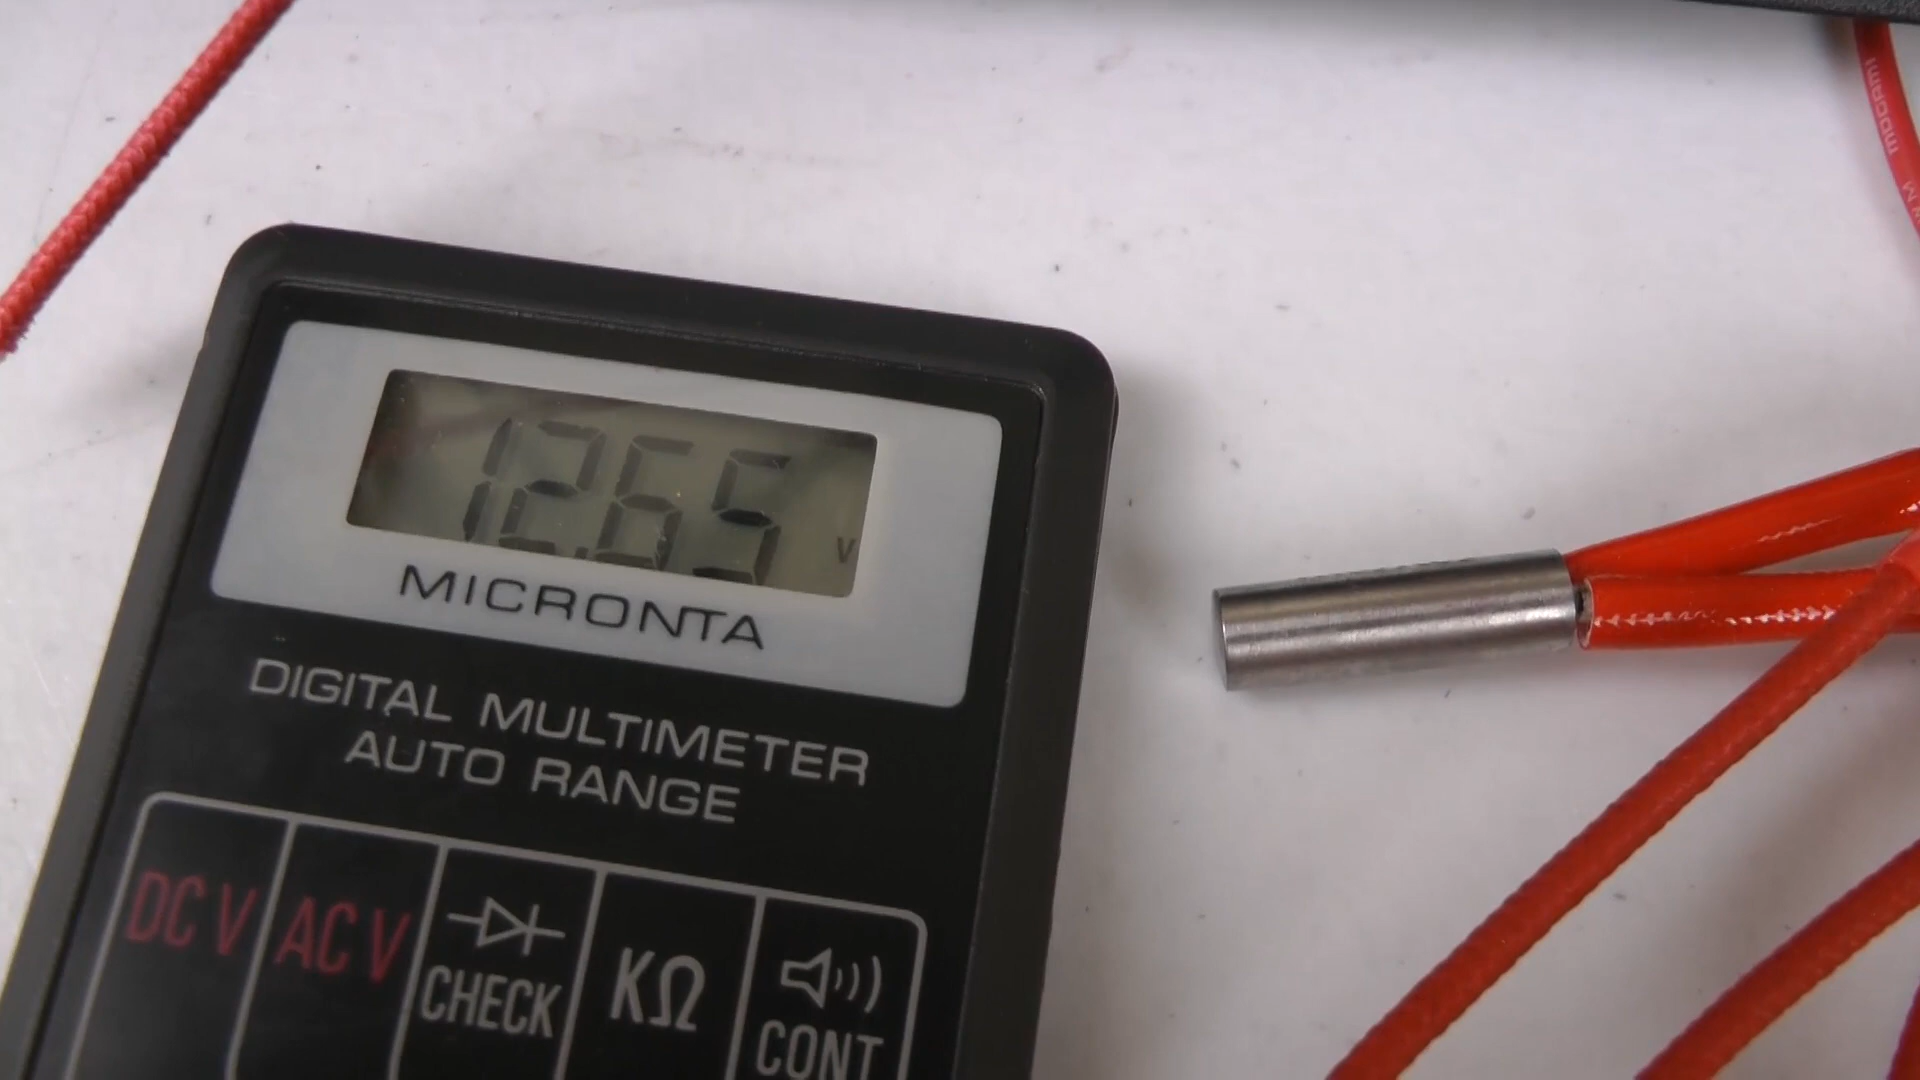 12.65 V
MICRONTA
DIGITAL MULTIMETER
AUTO RANGE
DC V
AC V
CHECK
KΩ
CONT